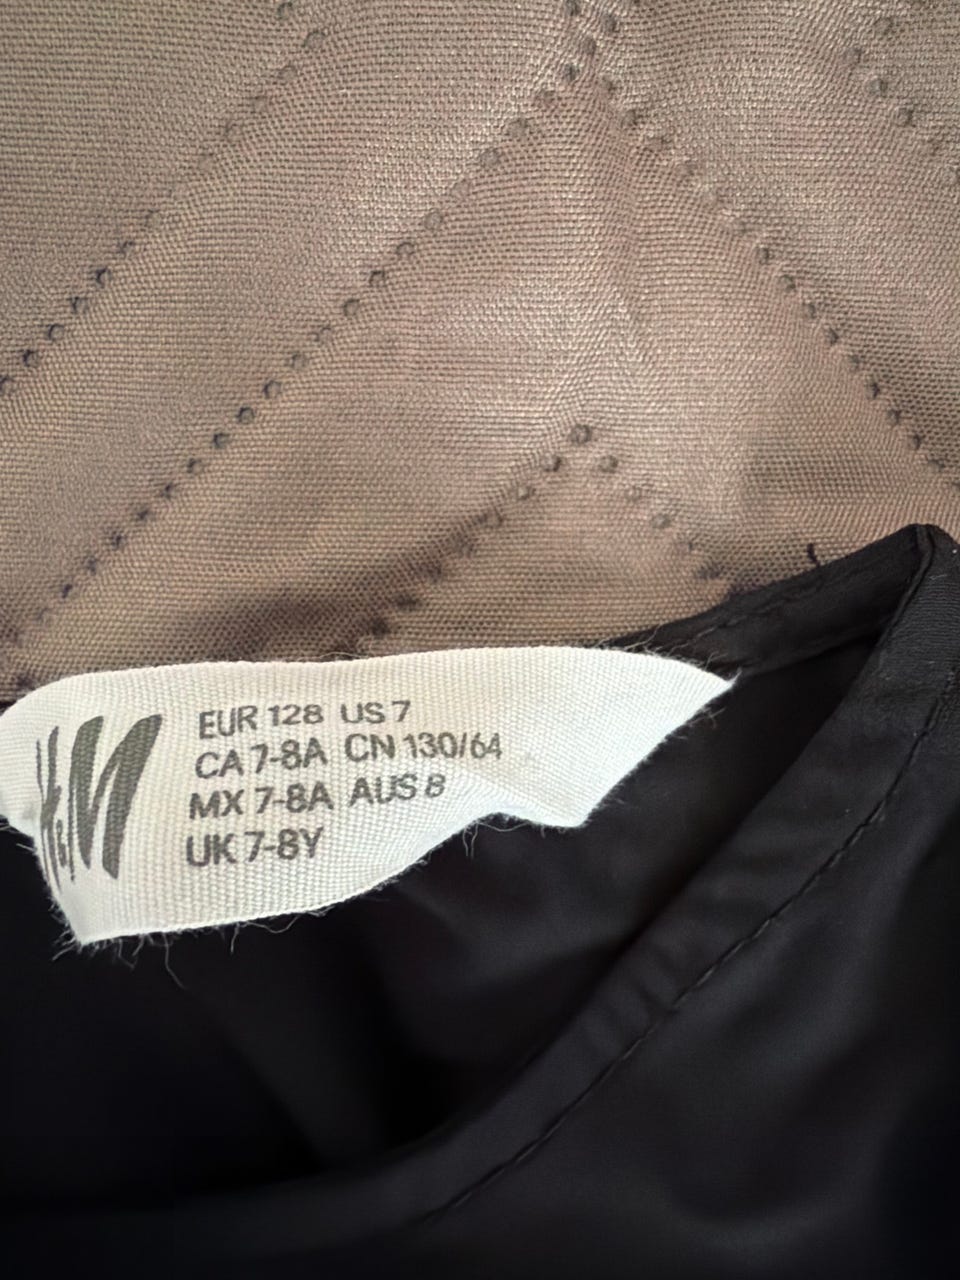 H&M
EUR 128 US 7
CA 7-8A CN 130/64
MX 7-8A AUS 8
UK 7-8Y